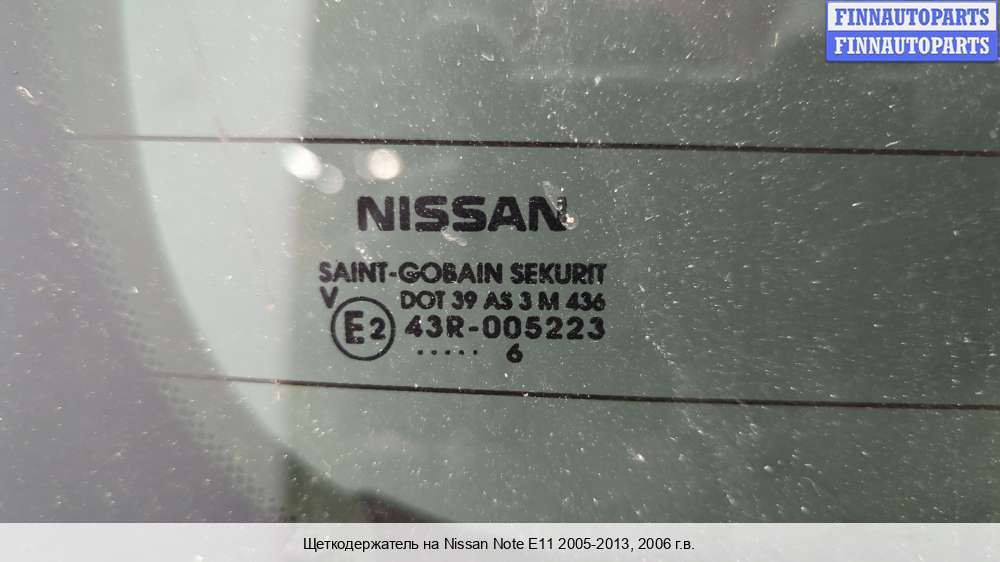 FINNAUTOPARTS
FINNAUTOPARTS
NISSAN
SAINT-GOBAIN SEKURIT
V DOT 39 AS 3 M 436
E2 43R-005223
..... 6
Щеткодержатель на Nissan Note E11 2005-2013, 2006 г.в.